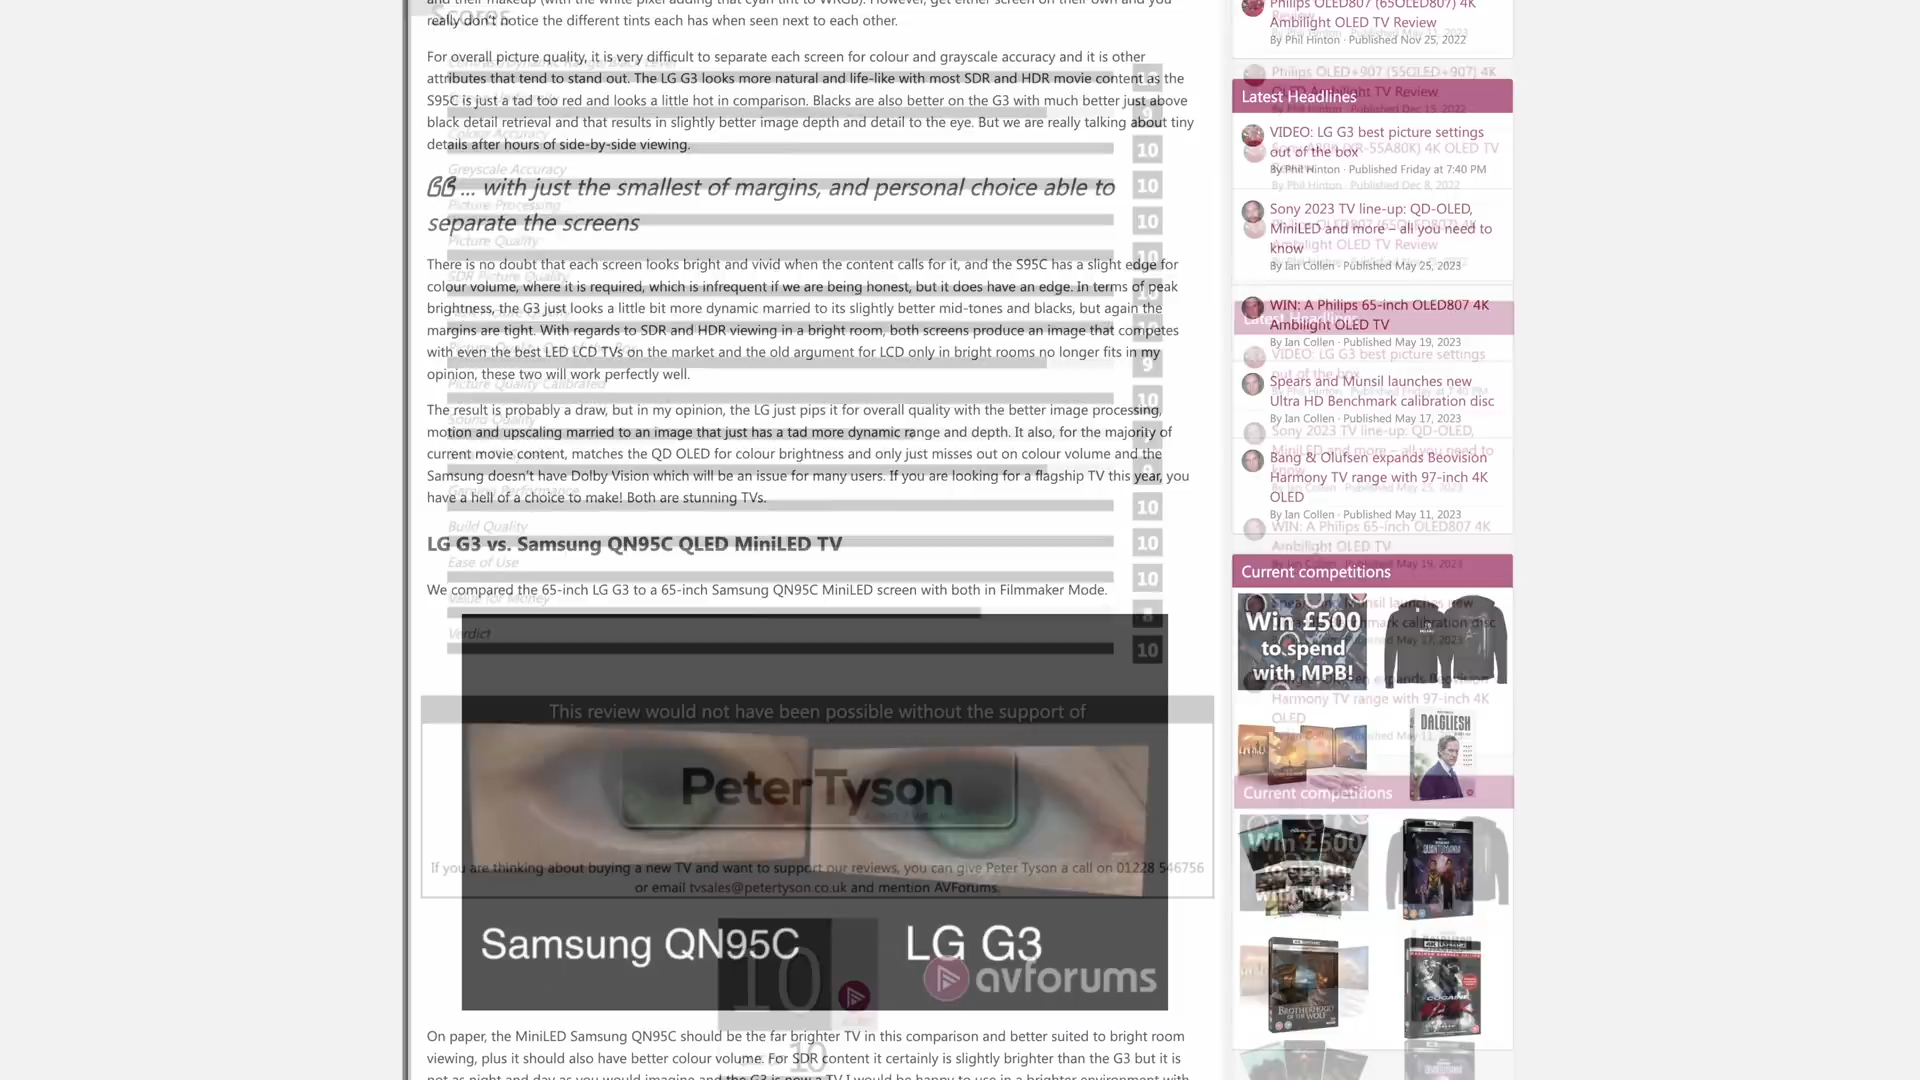 really don't notice the different tints each has when seen next to each other.
For overall picture quality, it is very difficult to separate each screen for colour and grayscale accuracy and it is other
attributes that tend to stand out. The LG G3 looks more natural and life-like with most SDR and HDR movie content as the
S95C is just a tad too red and looks a little hot in comparison. Blacks are also better on the G3 with much better just above
black detail retrieval and that results in slightly better image depth and detail to the eye. But we are really talking about tiny
details after hours of side-by-side viewing.
... with just the smallest of margins, and personal choice able to
separate the screens
There is no doubt that each screen looks bright and vivid when the content calls for it, and the S95C has a slight edge for
colour volume, where it is required, which is infrequent if we are being honest, but it does have an edge. In terms of peak
brightness, the G3 just looks a little bit more dynamic married to its slightly better mid-tones and blacks, but again the
margins are tight. With regards to SDR and HDR viewing in a bright room, both screens produce an image that competes
with even the best LED LCD TVs on the market and the old argument for LCD only in bright rooms no longer fits in my
opinion, these two will work perfectly well.
The result is probably a draw, but in my opinion, the LG just pips it for overall quality with the better image processing,
motion and upscaling married to an image that just has a tad more dynamic range and depth. It also, for the majority of
current movie content, matches the QD OLED for colour brightness and only just misses out on colour volume and the
Samsung doesn't have Dolby Vision which will be an issue for many users. If you are looking for a flagship TV this year, you
have a hell of a choice to make! Both are stunning TVs.
LG G3 vs. Samsung QN95C QLED MiniLED TV
We compared the 65-inch LG G3 to a 65-inch Samsung QN95C MiniLED screen with both in Filmmaker Mode.
Samsung QN95C
LG G3
avforums
On paper, the MiniLED Samsung QN95C should be the far brighter TV in this comparison and better suited to bright room
viewing, plus it should also have better colour volume. For SDR content it certainly is slightly brighter than the G3 but it is
Scores
Colour Accuracy
10
Greyscale Accuracy
10
Picture Processing
10
Picture Quality
10
SDR Picture Quality
9
Picture Quality Calibrated
10
Sound Quality
10
Build Quality
10
Ease of Use
10
Value for Money
8
Verdict
10
This review would not have been possible without the support of
PeterTyson
If you are thinking about buying a new TV and want to support our reviews, you can give Peter Tyson a call on 01228 546756
or email tvsales@petertyson.co.uk and mention AVForums.
10
10
Philips OLED807 (65OLED807) 4K
Ambilight OLED TV Review
By Phil Hinton · Published Nov 25, 2022
Philips OLED+907 (55OLED+907) 4K
Ambilight OLED TV Review
By Phil Hinton · Published Dec 15, 2022
Latest Headlines
VIDEO: LG G3 best picture settings
out of the box
By Phil Hinton · Published Friday at 7:40 PM
Sony 2023 TV line-up: QD-OLED,
MiniLED and more – all you need to
know
By Ian Collen · Published May 25, 2023
WIN: A Philips 65-inch OLED807 4K
Ambilight OLED TV
By Ian Collen · Published May 19, 2023
Spears and Munsil launches new
Ultra HD Benchmark calibration disc
By Ian Collen · Published May 17, 2023
Bang & Olufsen expands Beovision
Harmony TV range with 97-inch 4K
OLED
By Ian Collen · Published May 11, 2023
WIN: A Philips 65-inch OLED807 4K
Ambilight OLED TV
Current competitions
Win £500
to spend
with MPB!
Harmony TV range with 97-inch 4K
OLED
DALGLIESH
Current competitions
QUANTUMANIA
BROTHERHOOD
OF THE WOLF
COCAINE